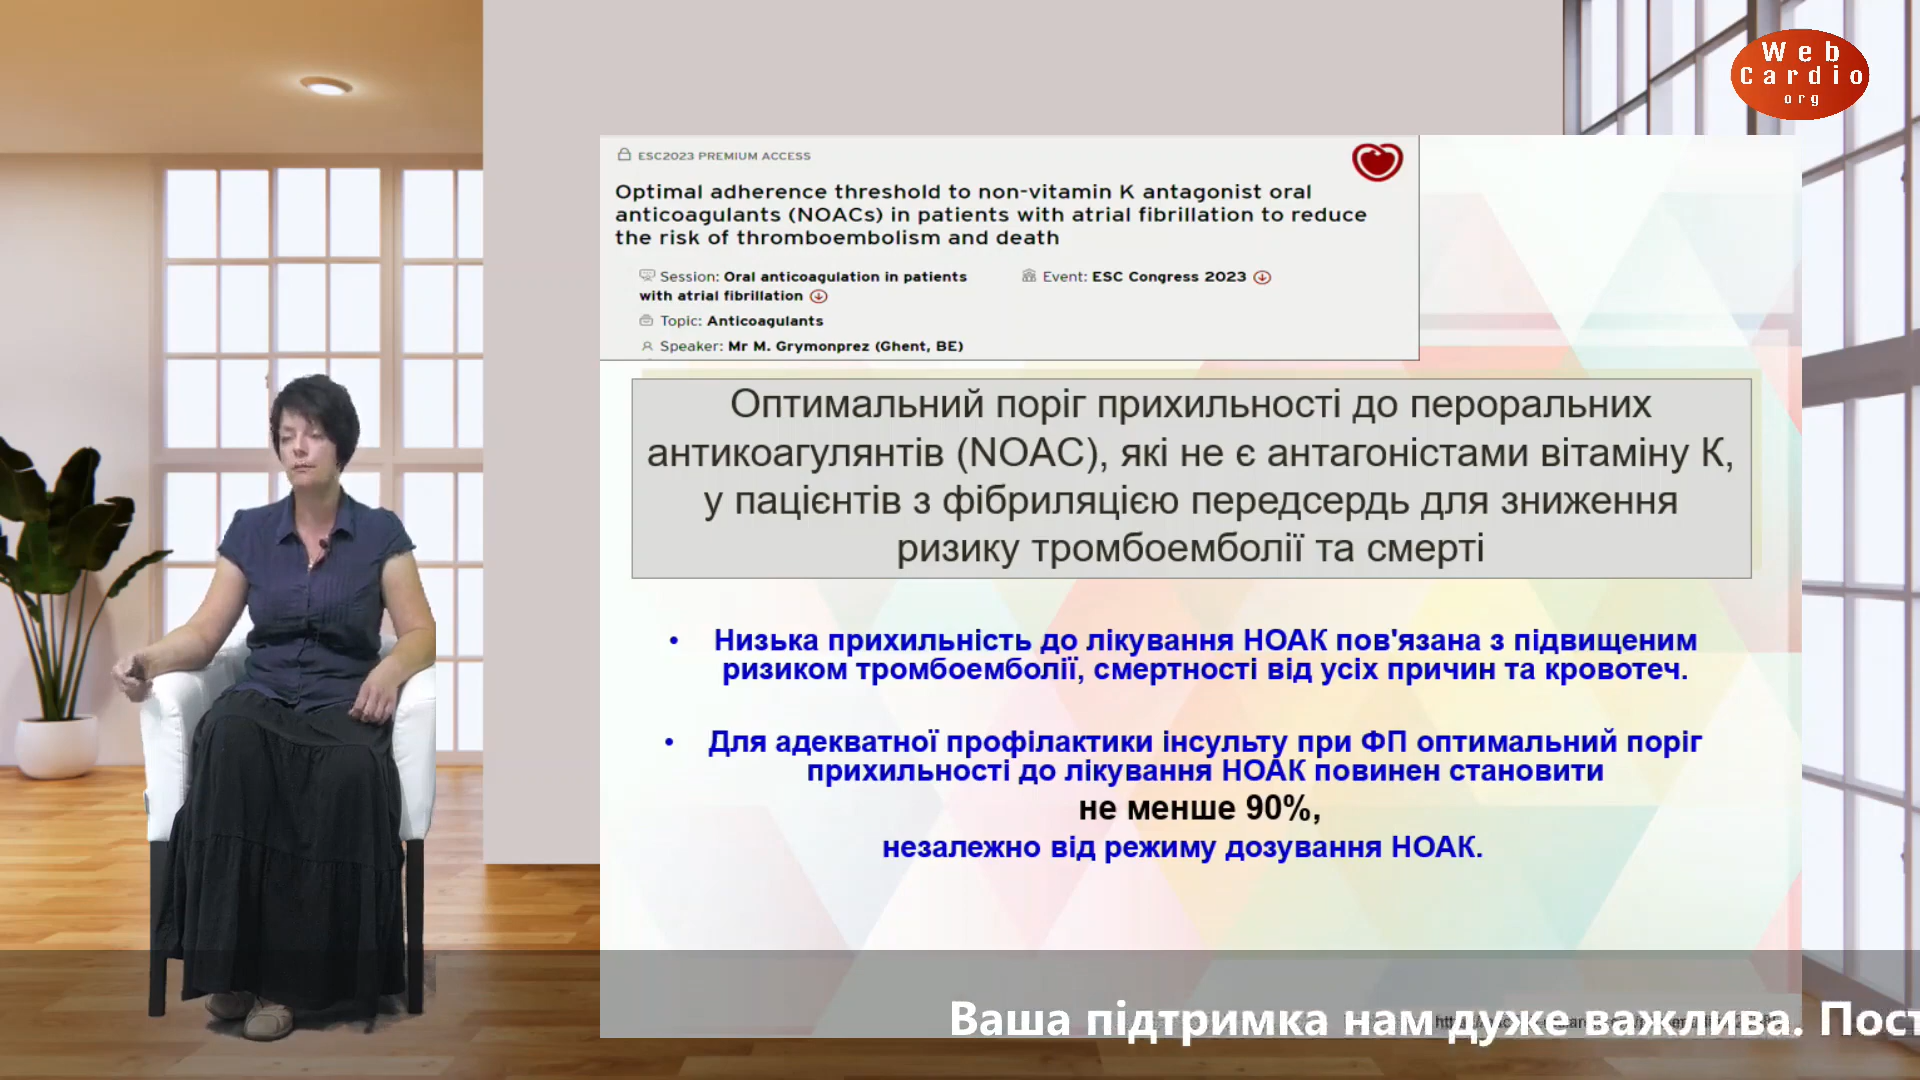 Web
Cardio
org
ESC2023 PREMIUM ACCESS
Optimal adherence threshold to non-vitamin K antagonist oral
anticoagulants (NOACs) in patients with atrial fibrillation to reduce
the risk of thromboembolism and death
Session: Oral anticoagulation in patients
with atrial fibrillation
Event: ESC Congress 2023
Topic: Anticoagulants
Speaker: Mr M. Grymonprez (Ghent, BE)
Оптимальний поріг прихильності до пероральних
антикоагулянтів (NOAC), які не є антагоністами вітаміну К,
у пацієнтів з фібриляцією передсердь для зниження
ризику тромбоемболії та смерті
• Низька прихильність до лікування НОАК пов'язана з підвищеним
ризиком тромбоемболії, смертності від усіх причин та кровотеч.
• Для адекватної профілактики інсульту при ФП оптимальний поріг
прихильності до лікування НОАК повинен становити
не менше 90%,
незалежно від режиму дозування НОАК.
Ваша підтримка нам дуже важлива. Пост